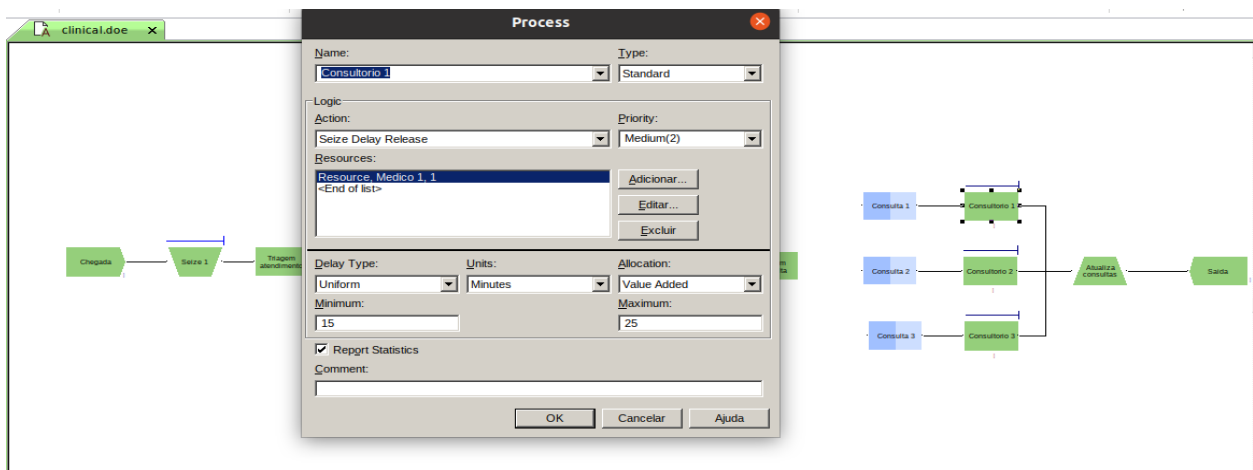 clinical.doe x
Process
Name:
Type:
Consultorio 1
Standard
Logic
Action:
Priority:
Seize Delay Release
Medium(2)
Resources:
Resource, Medico 1, 1
<End of list>
Adicionar...
Editar...
Excluir
Delay Type:
Units:
Allocation:
Uniform
Minutes
Value Added
Minimum:
Maximum:
15
25
Report Statistics
Comment:
OK
Cancelar
Ajuda
Chegada
Seize 1
Triagem
atendimento
m
ta
Consulta 1
Consultorio 1
Consulta 2
Consultorio 2
Atualiza
consultas
Saida
Consulta 3
Consultorio 3